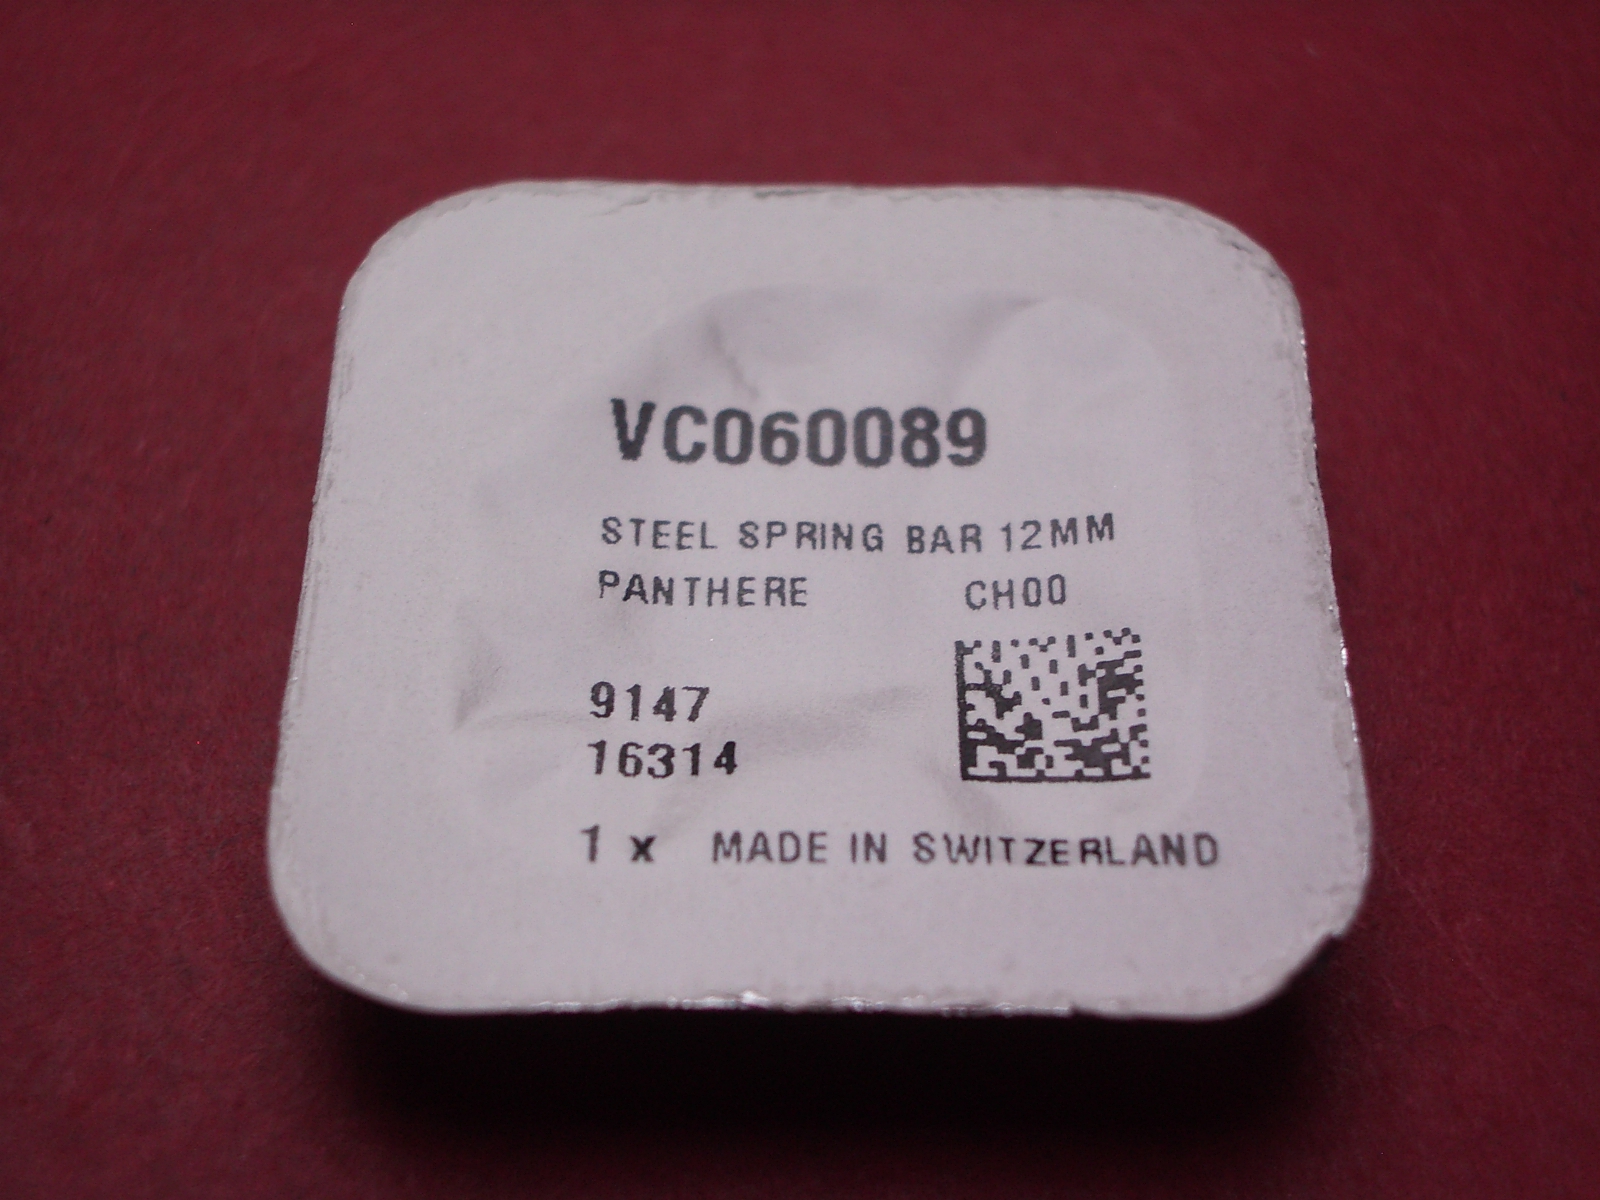 VC060089
STEEL SPRING BAR 12MM
PANTHERE CH00
9147
16314
1 x MADE IN SWITZERLAND